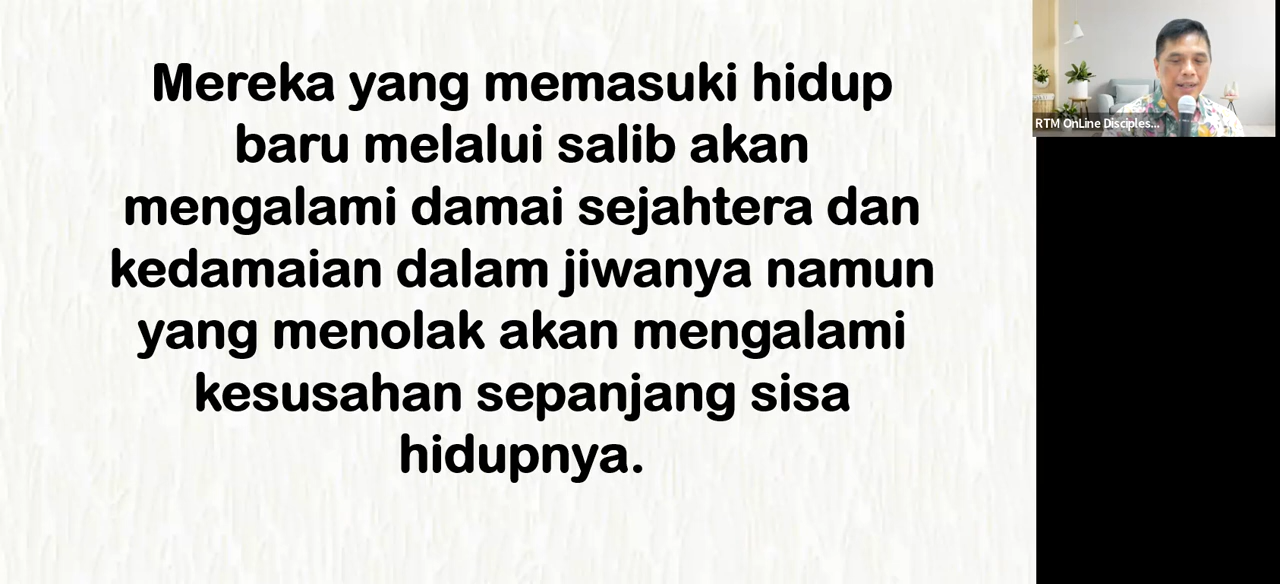 Mereka yang memasuki hidup
baru melalui salib akan
mengalami damai sejahtera dan
kedamaian dalam jiwanya namun
yang menolak akan mengalami
kesusahan sepanjang sisa
hidupnya.
RTM OnLine Disciples...